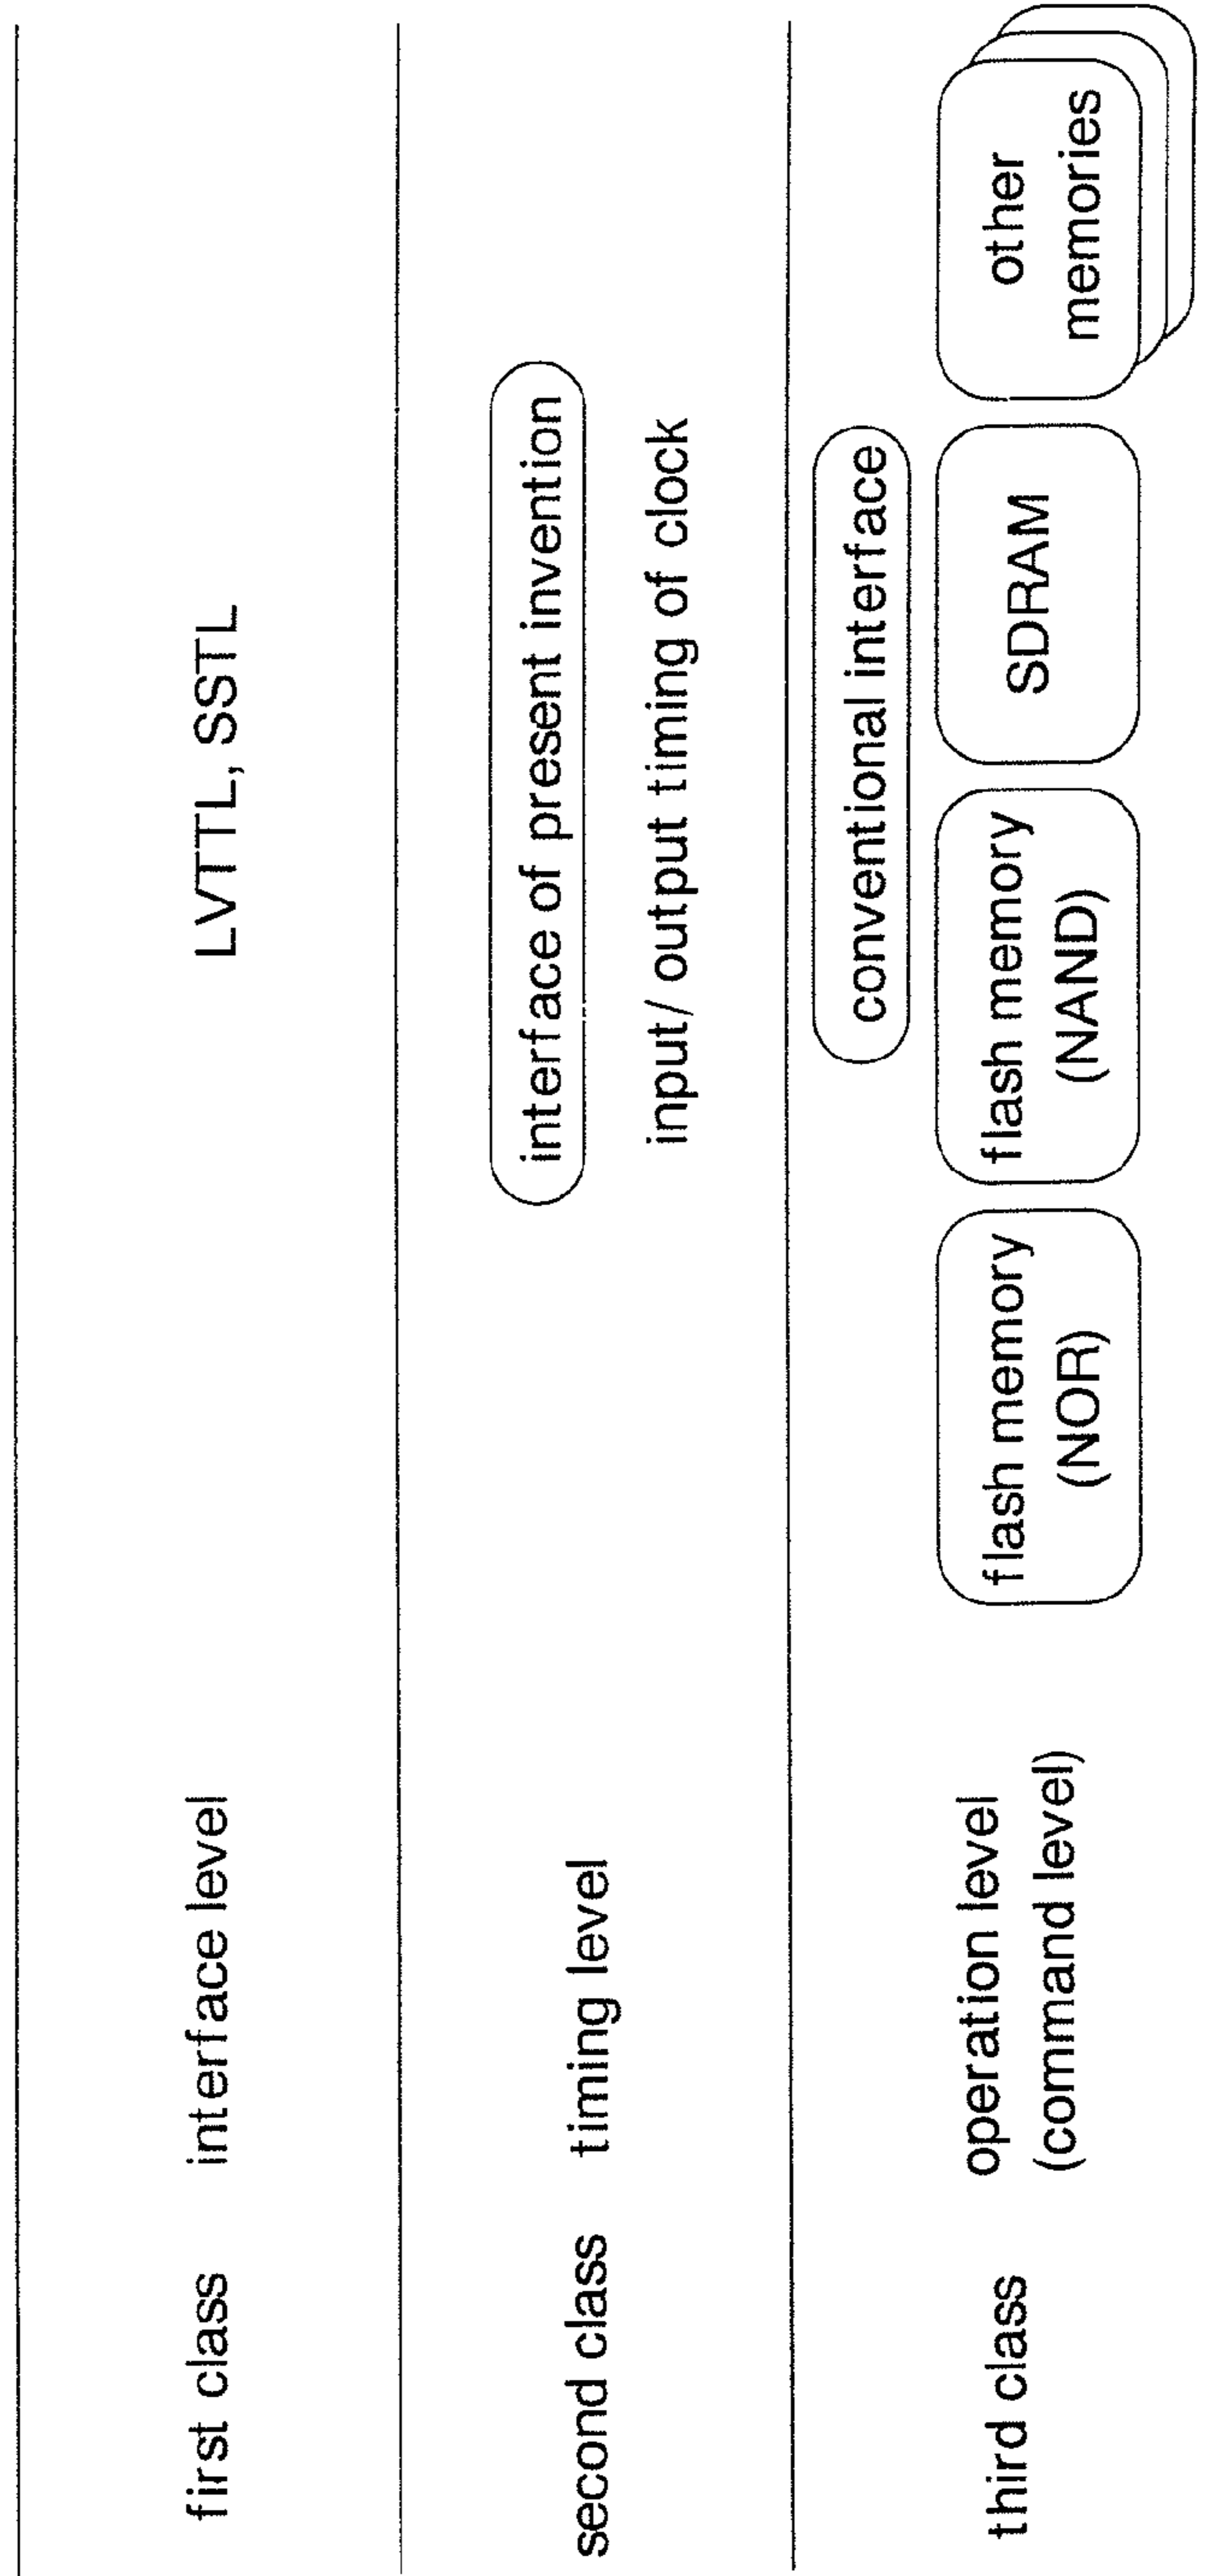 first class
interface level
LVTTL, SSTL
second class
timing level
interface of present invention
input/ output timing of clock
third class
operation level
(command level)
conventional interface
flash memory
(NOR)
flash memory
(NAND)
SDRAM
other
memories